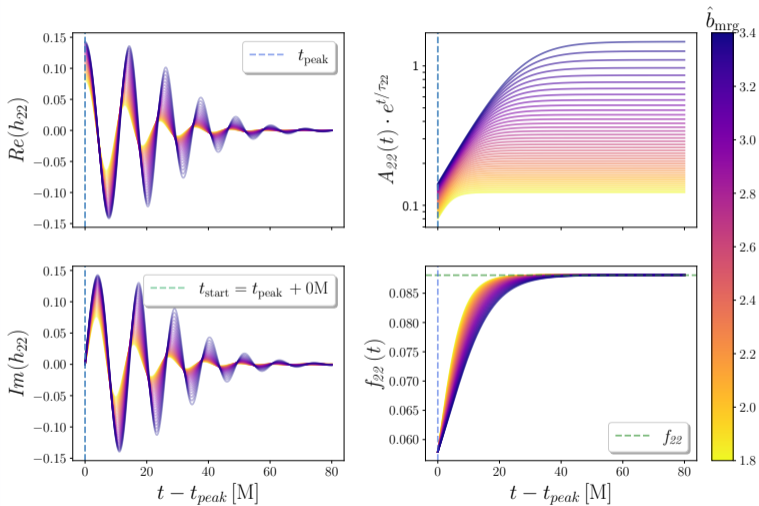 Re(h₂₂)
0.15
0.10
0.05
0.00
−0.05
−0.10
−0.15
t_peak
A₂₂(t) · e^{t/τ₂₂}
1
0.1
b̂_mrg
3.4
3.2
3.0
2.8
2.6
2.4
2.2
2.0
1.8
Im(h₂₂)
0.15
0.10
0.05
0.00
−0.05
−0.10
−0.15
t_start = t_peak + 0M
0 20 40 60 80
t − t_peak [M]
f₂₂(t)
0.085
0.080
0.075
0.070
0.065
0.060
f₂₂
0 20 40 60 80
t − t_peak [M]